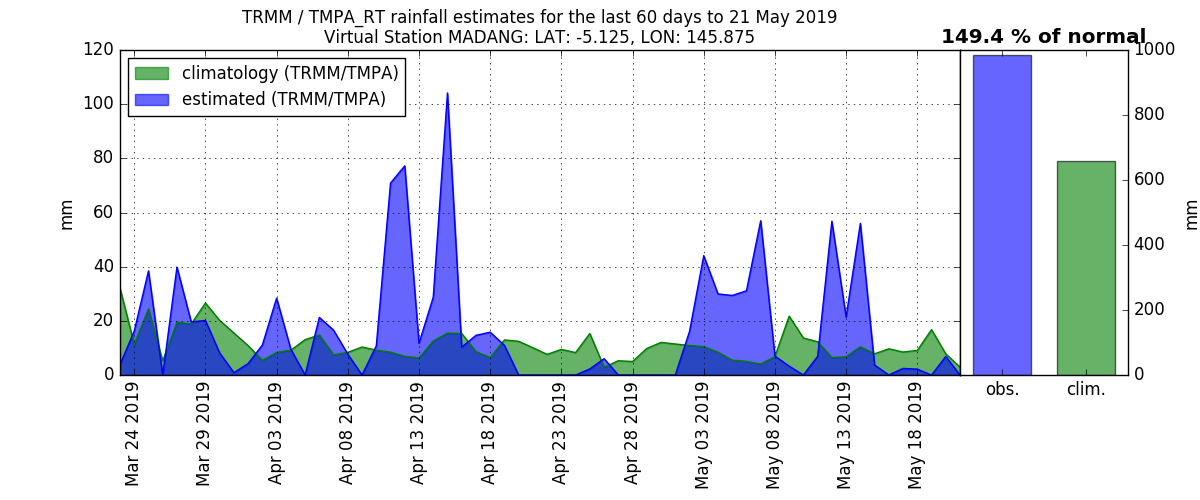 TRMM / TMPA_RT rainfall estimates for the last 60 days to 21 May 2019
Virtual Station MADANG: LAT: -5.125, LON: 145.875
149.4 % of normal
climatology (TRMM/TMPA)
estimated (TRMM/TMPA)
120
100
80
60
40
20
0
mm
Mar 24 2019
Mar 29 2019
Apr 03 2019
Apr 08 2019
Apr 13 2019
Apr 18 2019
Apr 23 2019
Apr 28 2019
May 03 2019
May 08 2019
May 13 2019
May 18 2019
obs.
clim.
1000
800
600
400
200
0
mm